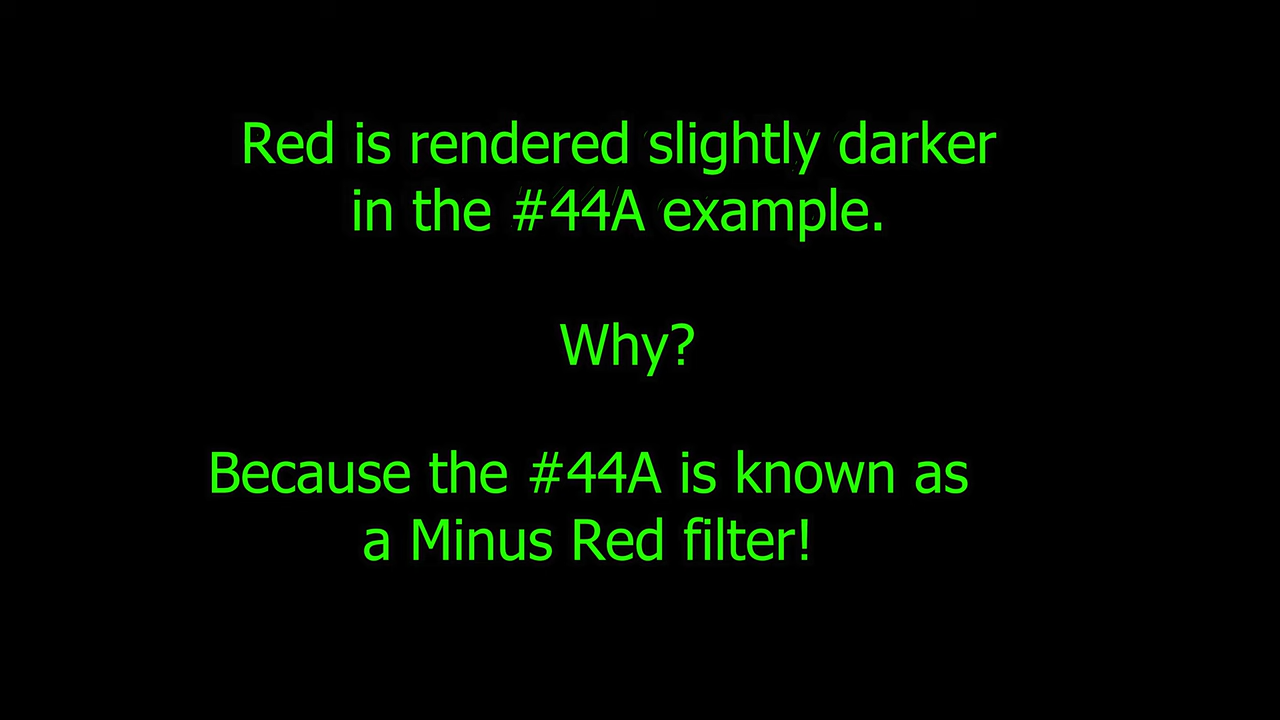 Red is rendered slightly darker
in the #44A example.
Why?
Because the #44A is known as
a Minus Red filter!